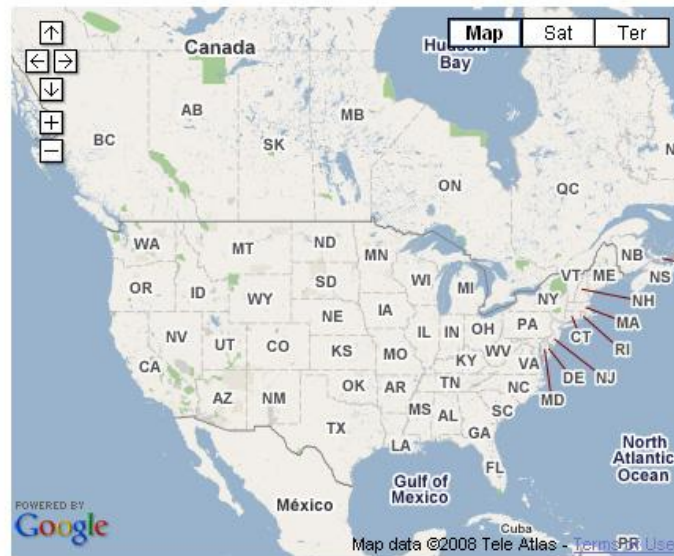 Canada
Hudson
Bay
Map Sat Ter
AB
MB
BC
SK
ON
QC
WA
MT
ND
MN
NB
NS
OR
ID
WY
SD
WI
MI
VT
ME
NH
NE
IA
NY
MA
NV
UT
CO
KS
MO
IL
IN
OH
PA
CT
RI
CA
KY
WV
VA
DE
NJ
MD
AZ
NM
OK
AR
TN
NC
TX
MS
AL
SC
GA
LA
FL
North
Atlantic
Ocean
Gulf of
Mexico
México
Cuba
PR
POWERED BY
Google
Map data ©2008 Tele Atlas - Terms of Use